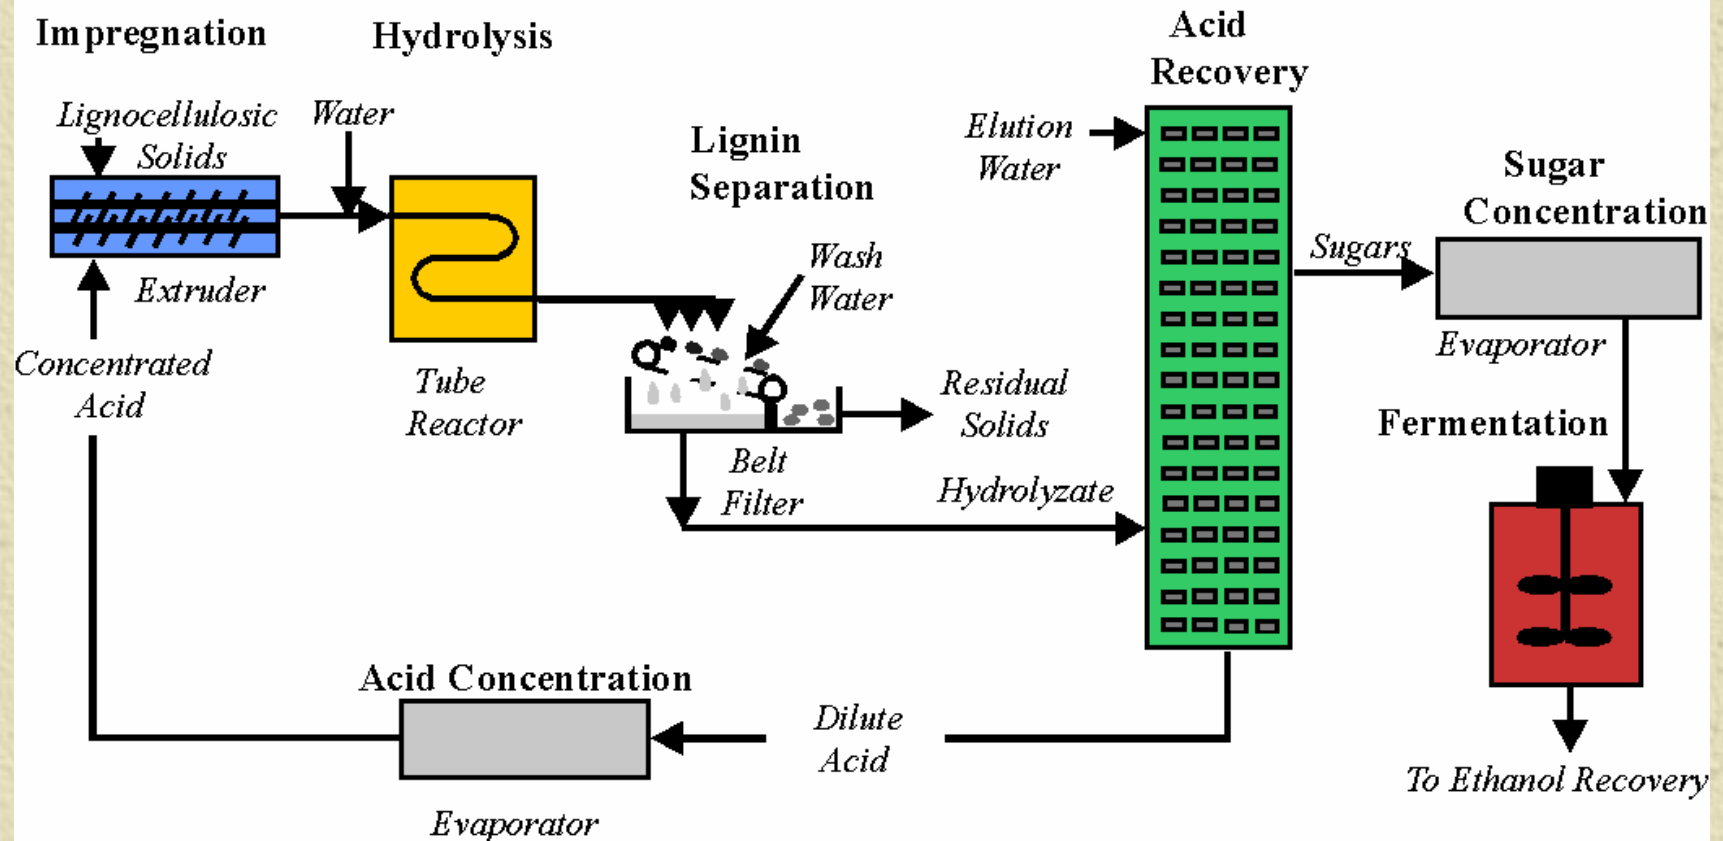 Impregnation
Hydrolysis
Acid
Recovery
Lignocellulosic
Solids
Water
Extruder
Concentrated
Acid
Tube
Reactor
Lignin
Separation
Wash
Water
Belt
Filter
Residual
Solids
Hydrolyzate
Elution
Water
Sugars
Sugar
Concentration
Evaporator
Fermentation
To Ethanol Recovery
Acid Concentration
Dilute
Acid
Evaporator